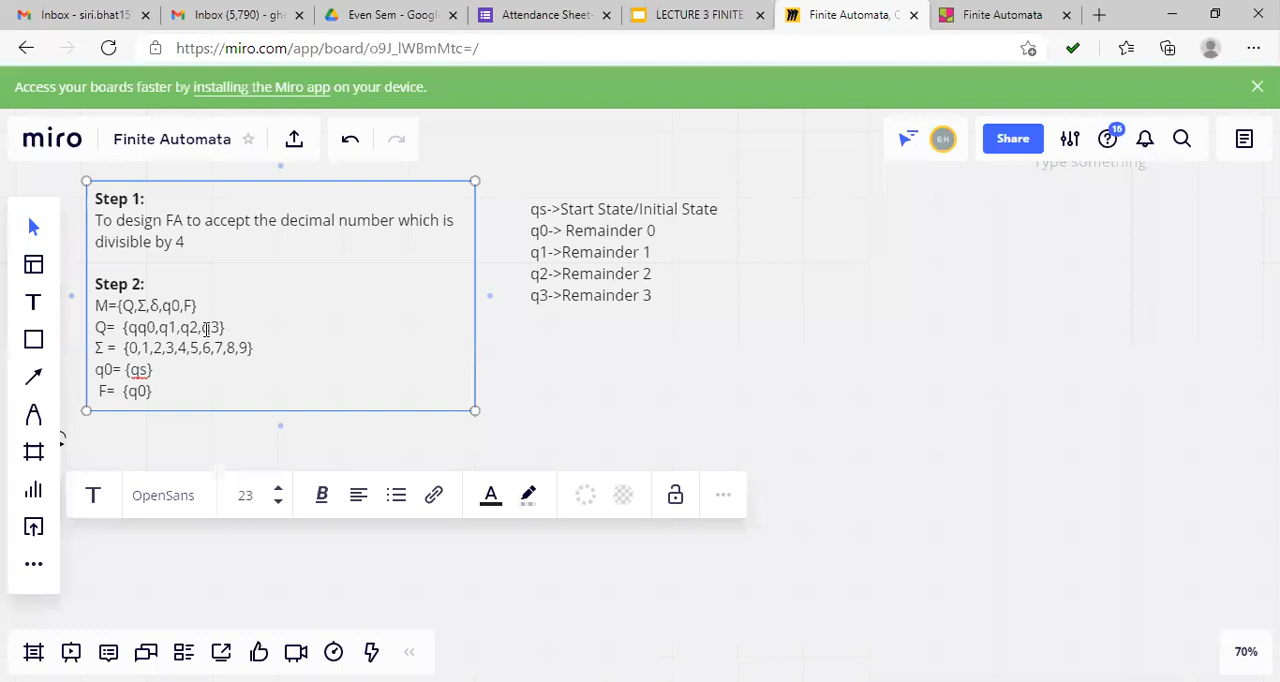 Inbox - siri.bhat15
Inbox (5,790) - gh
Even Sem - Google
Attendance Sheet-
LECTURE 3 FINITE
Finite Automata, O
Finite Automata
https://miro.com/app/board/o9J_lWBmMtc=/
Access your boards faster by installing the Miro app on your device.
miro
Finite Automata
GH
Share
16
Type something
Step 1:
To design FA to accept the decimal number which is
divisible by 4
Step 2:
M={Q,Σ,δ,q0,F}
Q= {qq0,q1,q2,q3}
Σ = {0,1,2,3,4,5,6,7,8,9}
q0= {qs}
F= {q0}
qs->Start State/Initial State
q0-> Remainder 0
q1->Remainder 1
q2->Remainder 2
q3->Remainder 3
T
OpenSans
23
B
A
70%